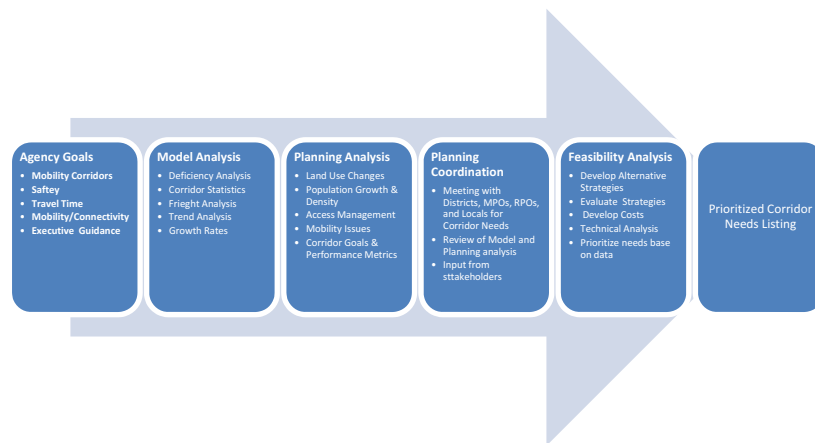 Agency Goals
• Mobility Corridors
• Saftey
• Travel Time
• Mobility/Connectivity
• Executive Guidance
Model Analysis
• Deficiency Analysis
• Corridor Statistics
• Frieght Analysis
• Trend Analysis
• Growth Rates
Planning Analysis
• Land Use Changes
• Population Growth &
Density
• Access Management
• Mobility Issues
• Corridor Goals &
Performance Metrics
Planning
Coordination
• Meeting with
Districts, MPOs, RPOs,
and Locals for
Corridor Needs
• Review of Model and
Planning analysis
• Input from
sttakeholders
Feasibility Analysis
• Develop Alternative
Strategies
• Evaluate Strategies
• Develop Costs
• Technical Analysis
• Prioritize needs base
on data
Prioritized Corridor
Needs Listing